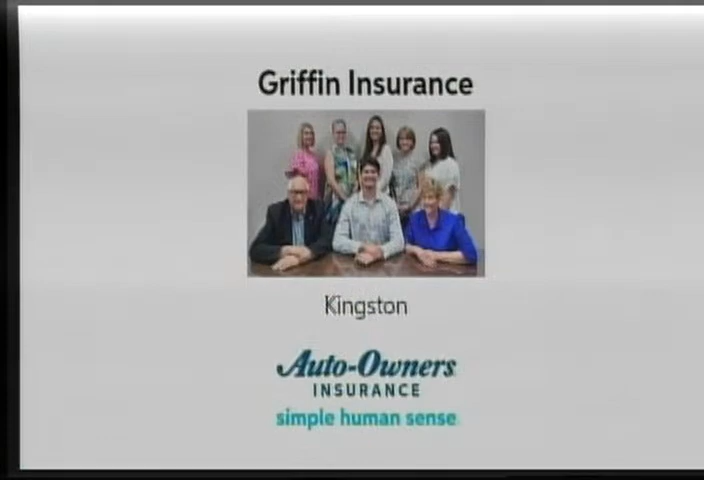 Griffin Insurance
Kingston
Auto-Owners
INSURANCE
simple human sense